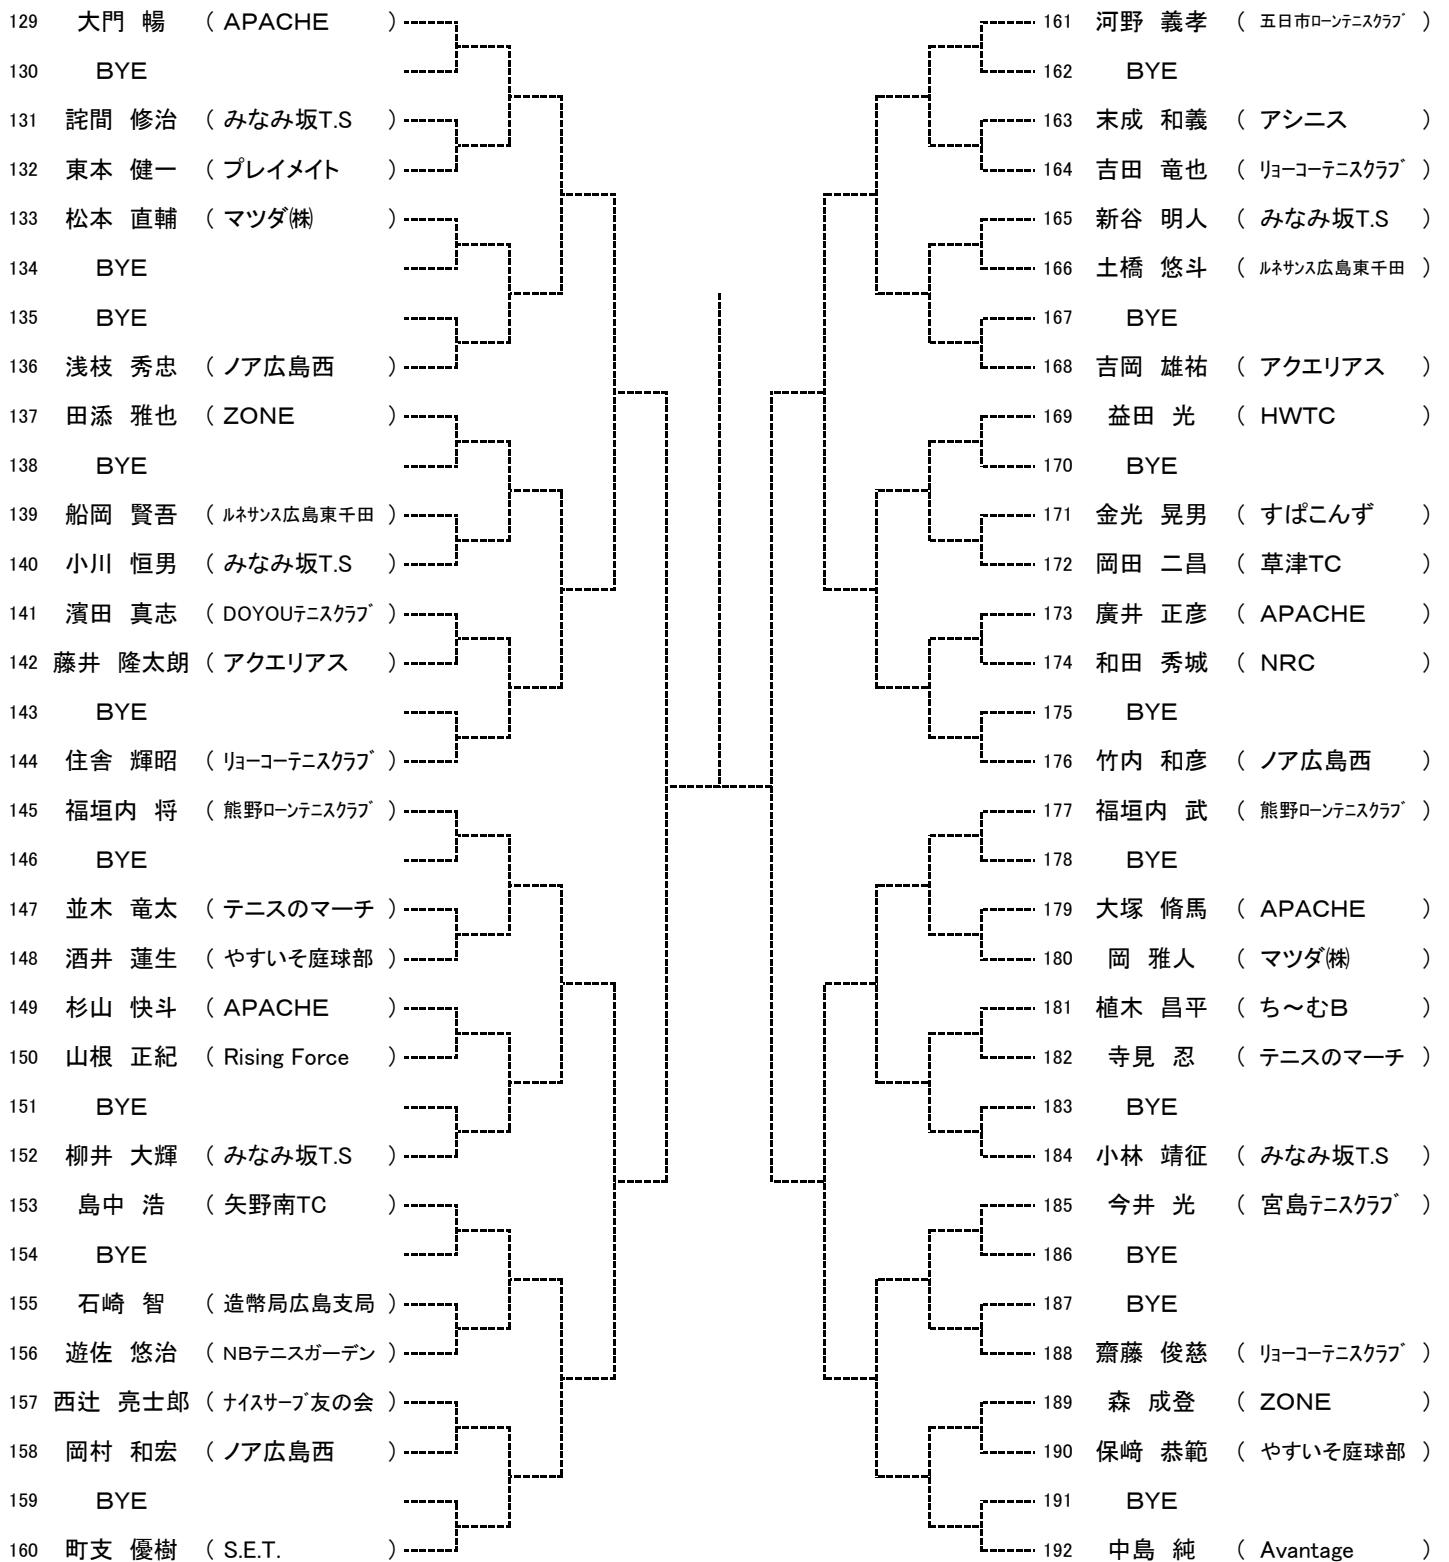 129 大門 暢 ( APACHE )
130 BYE
131 詫間 修治 ( みなみ坂T.S )
132 東本 健一 ( プレイメイト )
133 松本 直輔 ( マツダ㈱ )
134 BYE
135 BYE
136 浅枝 秀忠 ( ノア広島西 )
137 田添 雅也 ( ZONE )
138 BYE
139 船岡 賢吾 ( ﾙﾈｻﾝｽ広島東千田 )
140 小川 恒男 ( みなみ坂T.S )
141 濱田 真志 ( DOYOUﾃﾆｽｸﾗﾌﾞ )
142 藤井 隆太朗 ( アクエリアス )
143 BYE
144 住舎 輝昭 ( ﾘｮｰｺｰﾃﾆｽｸﾗﾌﾞ )
145 福垣内 将 ( 熊野ﾛｰﾝﾃﾆｽｸﾗﾌﾞ )
146 BYE
147 並木 竜太 ( テニスのマーチ )
148 酒井 蓮生 ( やすいそ庭球部 )
149 杉山 快斗 ( APACHE )
150 山根 正紀 ( Rising Force )
151 BYE
152 柳井 大輝 ( みなみ坂T.S )
153 島中 浩 ( 矢野南TC )
154 BYE
155 石崎 智 ( 造幣局広島支局 )
156 遊佐 悠治 ( NBテニスガーデン )
157 西辻 亮士郎 ( ﾅｲｽｻｰﾌﾞ友の会 )
158 岡村 和宏 ( ノア広島西 )
159 BYE
160 町支 優樹 ( S.E.T. )
161 河野 義孝 ( 五日市ﾛｰﾝﾃﾆｽｸﾗﾌﾞ )
162 BYE
163 末成 和義 ( アシニス )
164 吉田 竜也 ( ﾘｮｰｺｰﾃﾆｽｸﾗﾌﾞ )
165 新谷 明人 ( みなみ坂T.S )
166 土橋 悠斗 ( ﾙﾈｻﾝｽ広島東千田 )
167 BYE
168 吉岡 雄祐 ( アクエリアス )
169 益田 光 ( HWTC )
170 BYE
171 金光 晃男 ( すぱこんず )
172 岡田 二昌 ( 草津TC )
173 廣井 正彦 ( APACHE )
174 和田 秀城 ( NRC )
175 BYE
176 竹内 和彦 ( ノア広島西 )
177 福垣内 武 ( 熊野ﾛｰﾝﾃﾆｽｸﾗﾌﾞ )
178 BYE
179 大塚 脩馬 ( APACHE )
180 岡 雅人 ( マツダ㈱ )
181 植木 昌平 ( ち～むB )
182 寺見 忍 ( テニスのマーチ )
183 BYE
184 小林 靖征 ( みなみ坂T.S )
185 今井 光 ( 宮島ﾃﾆｽｸﾗﾌﾞ )
186 BYE
187 BYE
188 齋藤 俊慈 ( ﾘｮｰｺｰﾃﾆｽｸﾗﾌﾞ )
189 森 成登 ( ZONE )
190 保﨑 恭範 ( やすいそ庭球部 )
191 BYE
192 中島 純 ( Avantage )